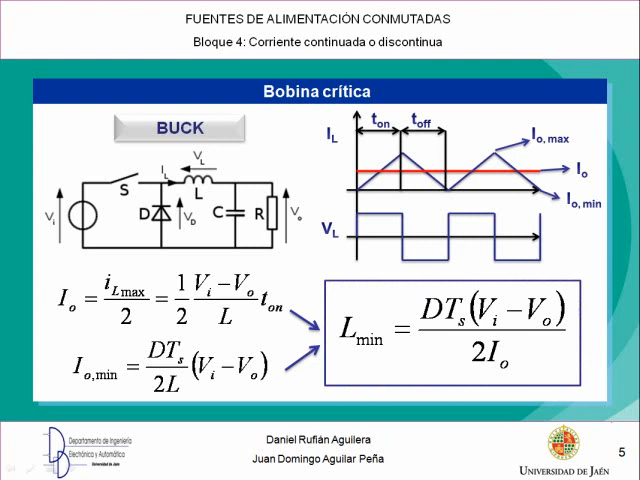 FUENTES DE ALIMENTACIÓN CONMUTADAS
Bloque 4: Corriente continuada o discontinua
Bobina crítica
BUCK
t_on t_off
I_L
I_o,max
I_o
I_o,min
V_L
V_L
I_L
S
L
V_i
D
V_D
C
R
V_o
I_o = i_Lmax / 2 = 1/2 (V_i − V_o)/L t_on
I_o,min = DT_s/2L (V_i − V_o)
L_min = DT_s(V_i − V_o) / 2I_o
Departamento de Ingeniería
Electrónica y Automática
Universidad de Jaén
Daniel Rufián Aguilera
Juan Domingo Aguilar Peña
UNIVERSIDAD DE JAÉN
5